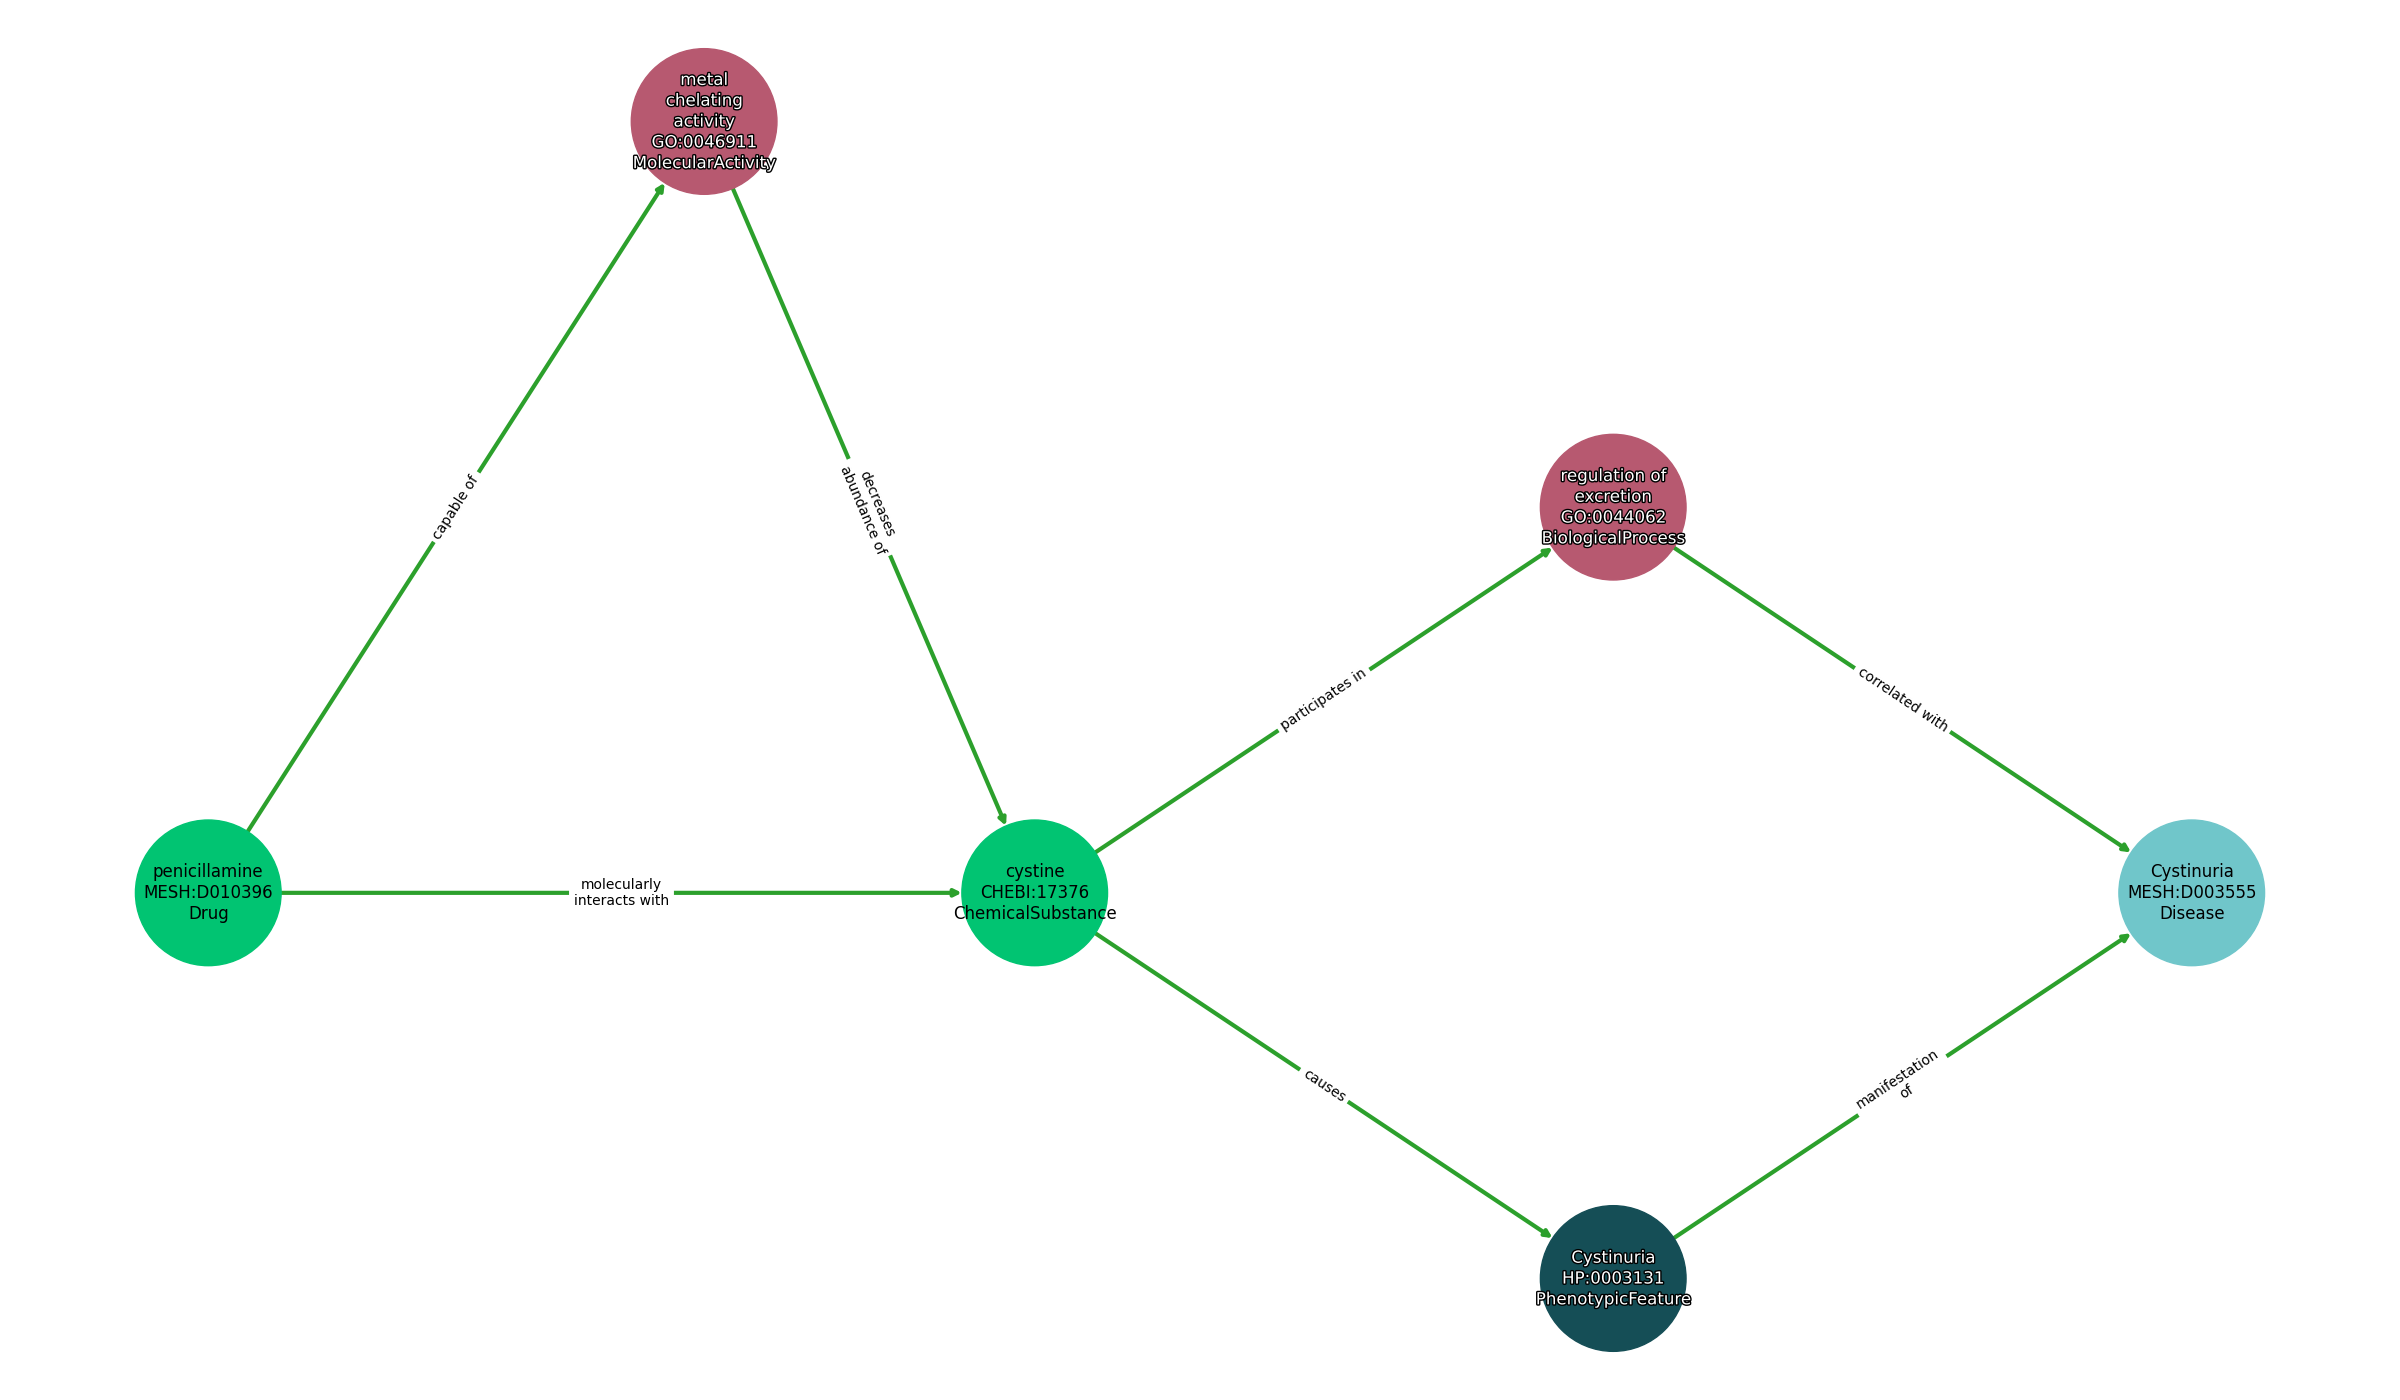 metal
chelating
activity
GO:0046911
MolecularActivity
capable of
decreases
abundance of
regulation of
excretion
GO:0044062
BiologicalProcess
participates in
correlated with
penicillamine
MESH:D010396
Drug
molecularly
interacts with
cystine
CHEBI:17376
ChemicalSubstance
Cystinuria
MESH:D003555
Disease
causes
manifestation
of
Cystinuria
HP:0003131
PhenotypicFeature